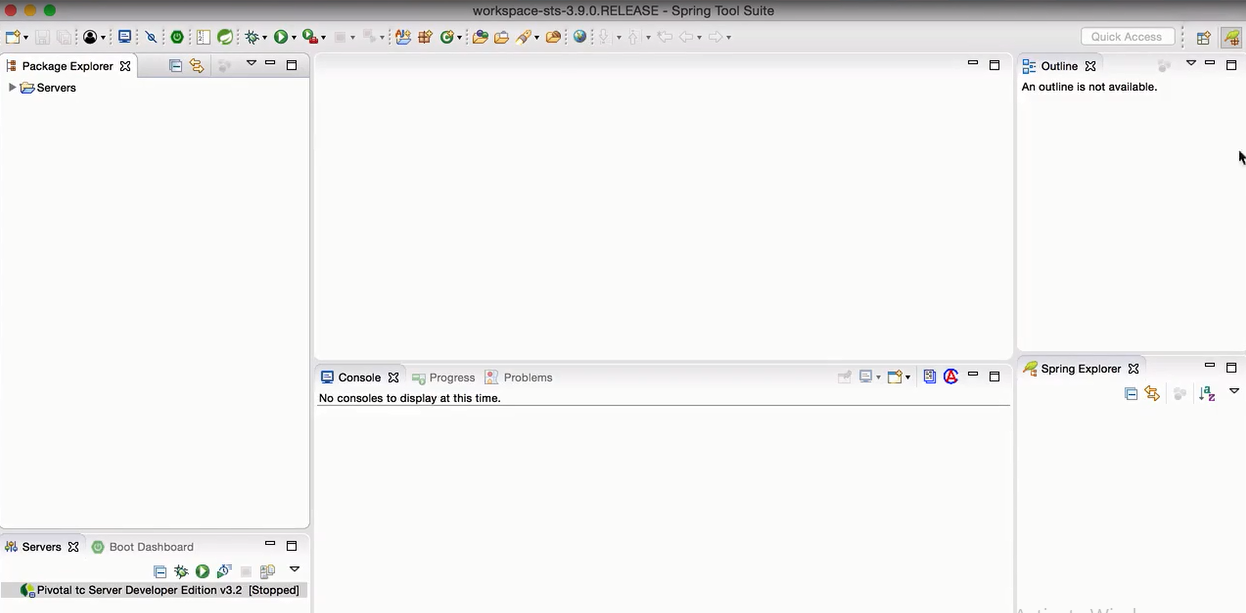 workspace-sts-3.9.0.RELEASE - Spring Tool Suite
Quick Access
Package Explorer
Servers
Outline
An outline is not available.
Console
Progress
Problems
No consoles to display at this time.
Spring Explorer
Servers
Boot Dashboard
Pivotal tc Server Developer Edition v3.2 [Stopped]